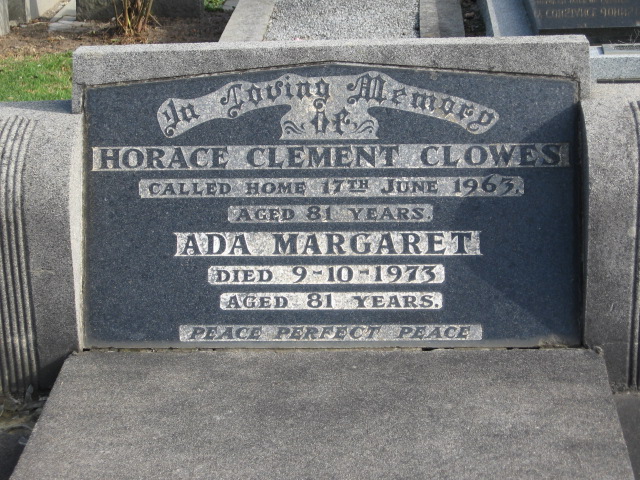 In Loving Memory
of
HORACE CLEMENT CLOWES
CALLED HOME 17TH JUNE 1963.
AGED 81 YEARS.
ADA MARGARET
DIED 9-10-1973
AGED 81 YEARS.
PEACE PERFECT PEACE